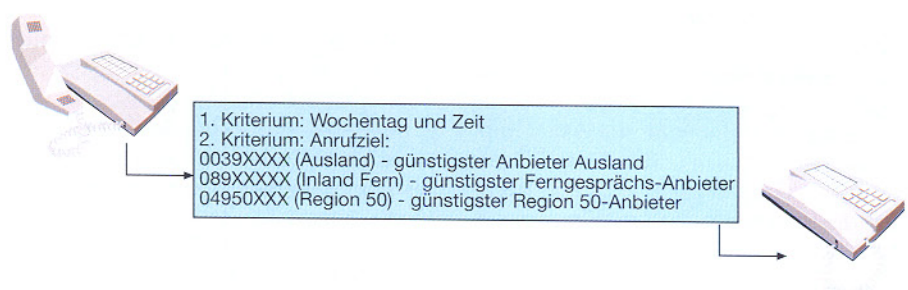 1. Kriterium: Wochentag und Zeit
2. Kriterium: Anrufziel:
0039XXXX (Ausland) - günstigster Anbieter Ausland
089XXXXX (Inland Fern) - günstigster Ferngesprächs-Anbieter
04950XXX (Region 50) - günstigster Region 50-Anbieter